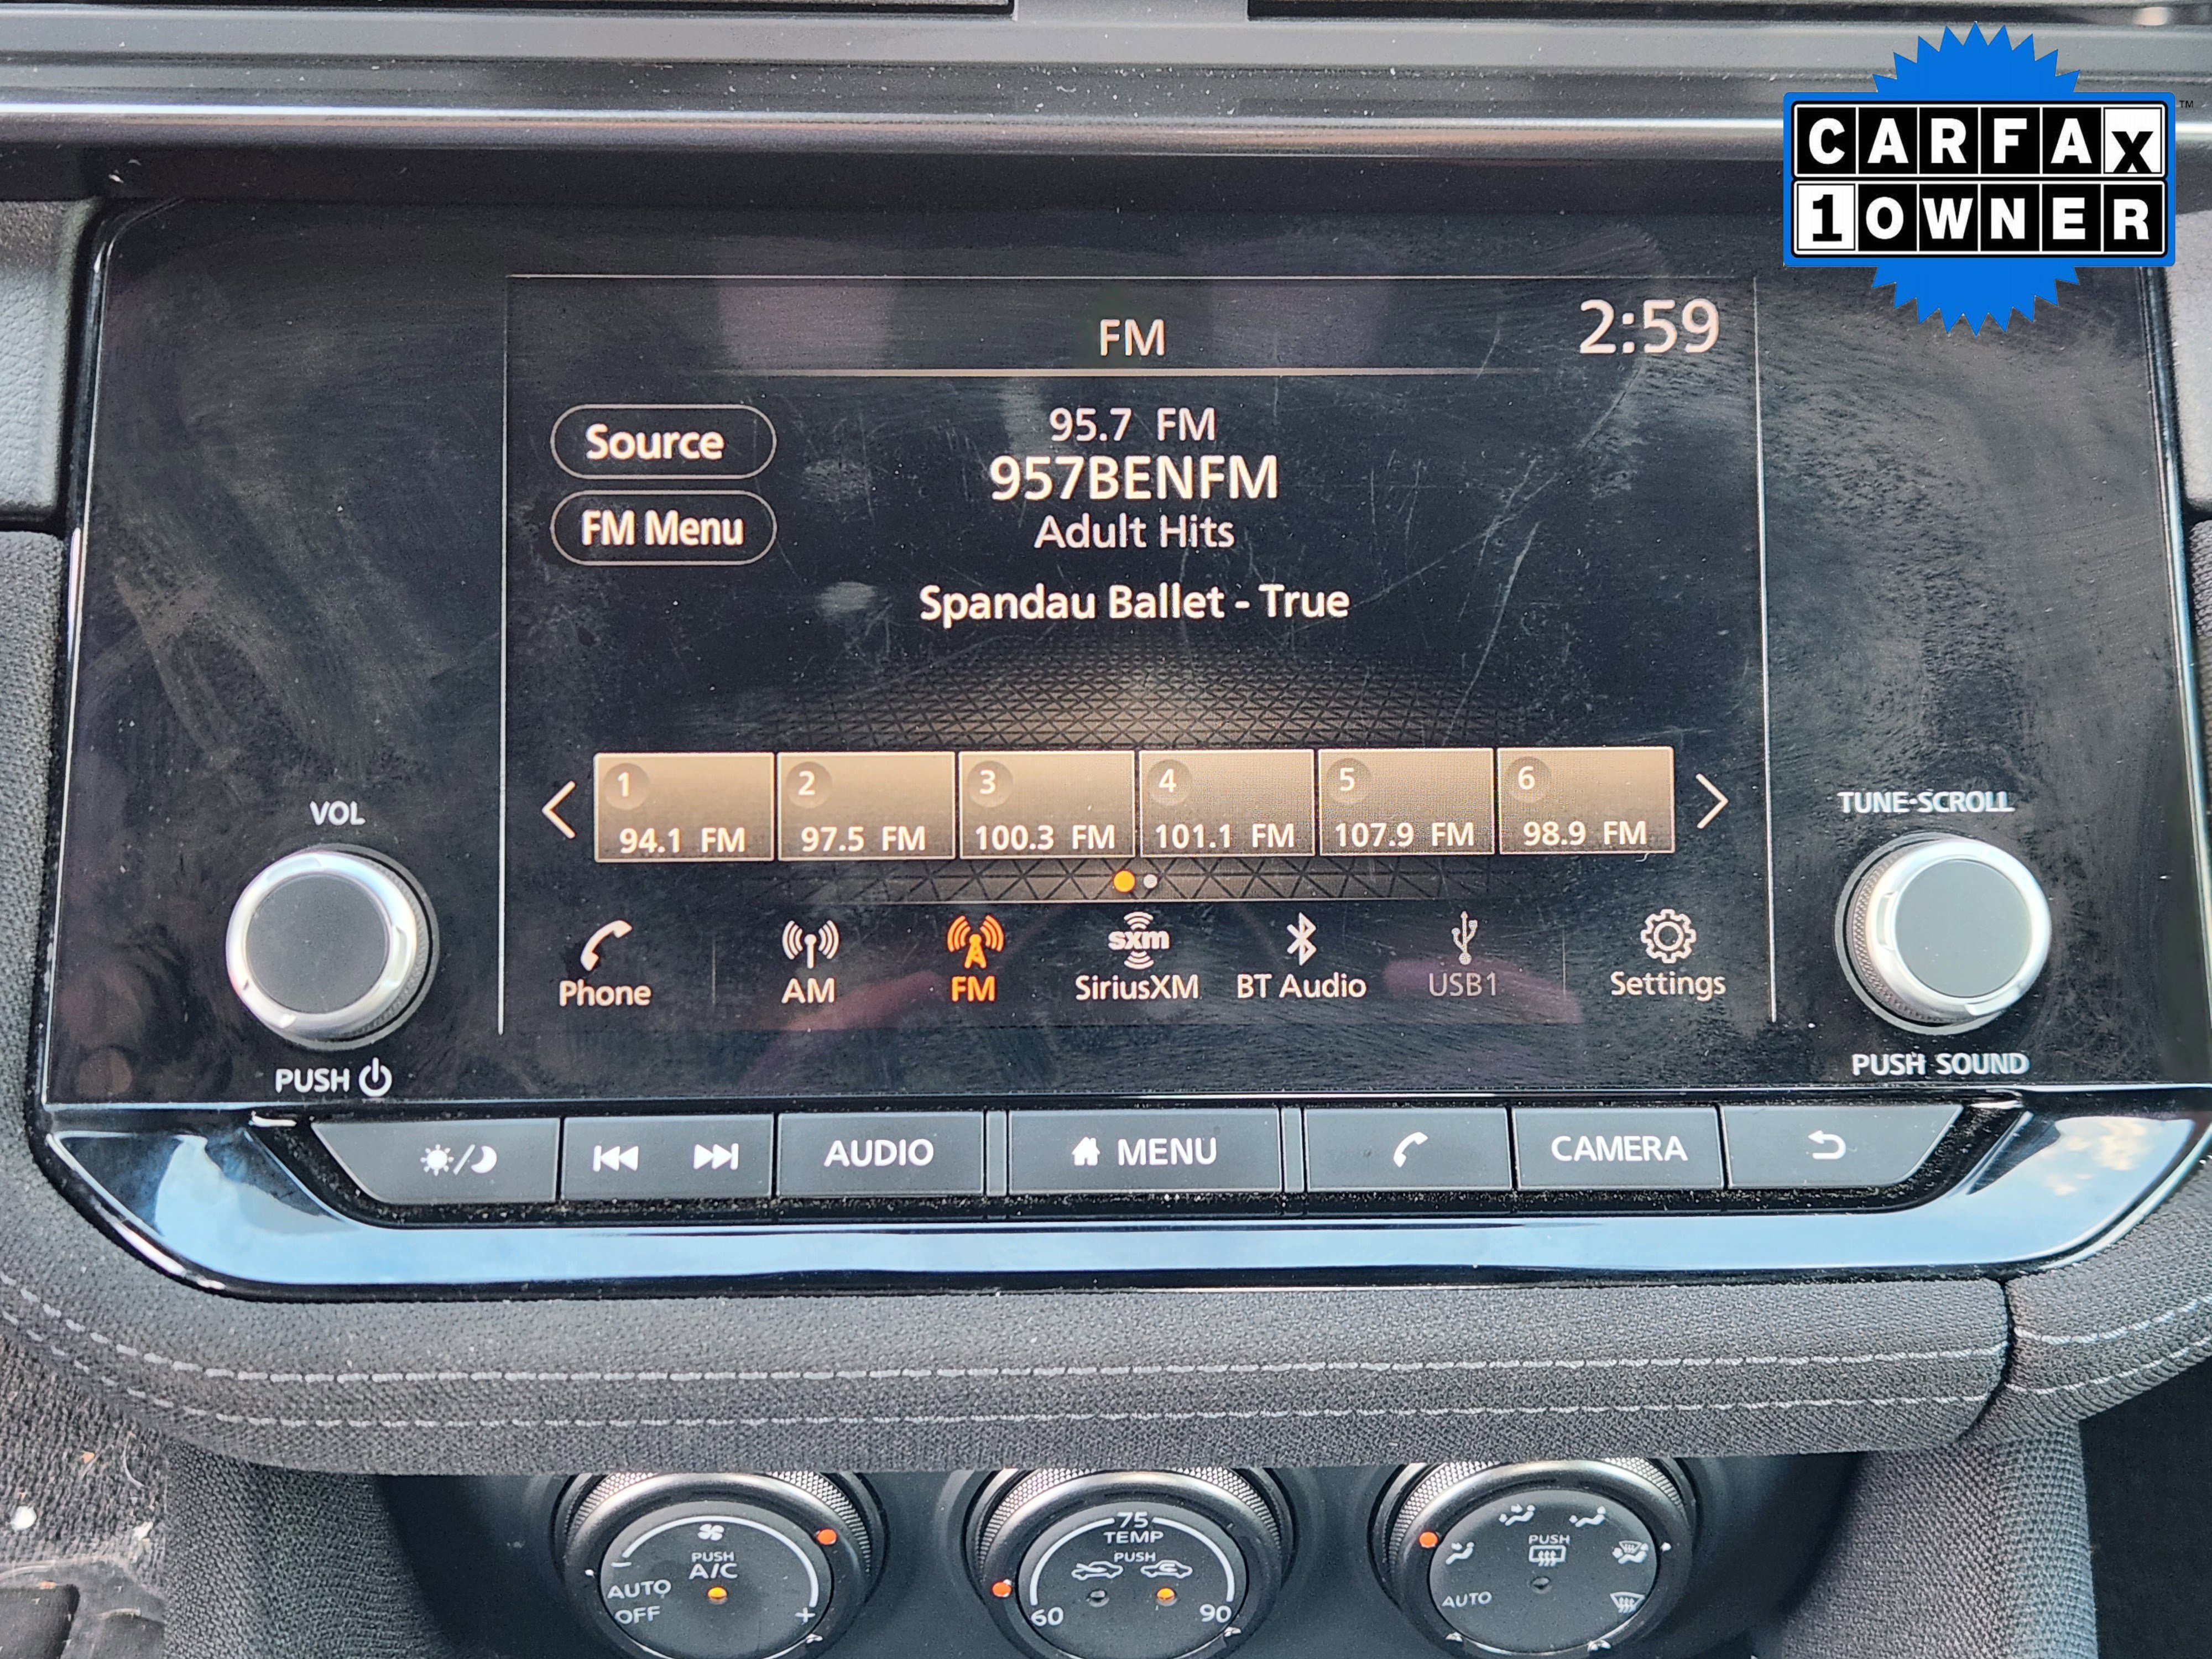 CARFAX
1 OWNER
™
FM
2:59
Source
FM Menu
95.7 FM
957BENFM
Adult Hits
Spandau Ballet - True
1
94.1 FM
2
97.5 FM
3
100.3 FM
4
101.1 FM
5
107.9 FM
6
98.9 FM
Phone
AM
FM
sxm
SiriusXM
BT Audio
USB1
Settings
VOL
PUSH
TUNE·SCROLL
PUSH SOUND
AUDIO
MENU
CAMERA
PUSH
A/C
AUTO
OFF
- +
75
TEMP
PUSH
60
90
PUSH
AUTO